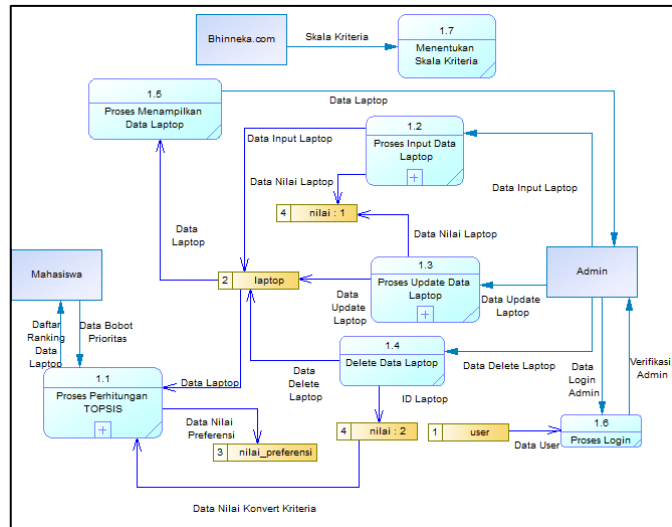 Bhinneka.com
Skala Kriteria
1.7
Menentukan
Skala Kriteria
1.5
Proses Menampilkan
Data Laptop
Data Laptop
1.2
Proses Input Data
Laptop
Data Input Laptop
Data Nilai Laptop
Data Input Laptop
4 nilai : 1
Data Nilai Laptop
Data
Laptop
Mahasiswa
2 laptop
1.3
Proses Update Data
Laptop
Admin
Data
Update
Laptop
Data Update
Laptop
Daftar
Ranking
Data
Laptop
Data Bobot
Prioritas
1.4
Delete Data Laptop
Data Delete Laptop
Data
Login
Admin
Verifikasi
Admin
1.1
Proses Perhitungan
TOPSIS
Data Laptop
Data
Delete
Laptop
ID Laptop
Data Nilai
Preferensi
3 nilai_preferensi
4 nilai : 2
1 user
Data User
1.6
Proses Login
Data Nilai Konvert Kriteria